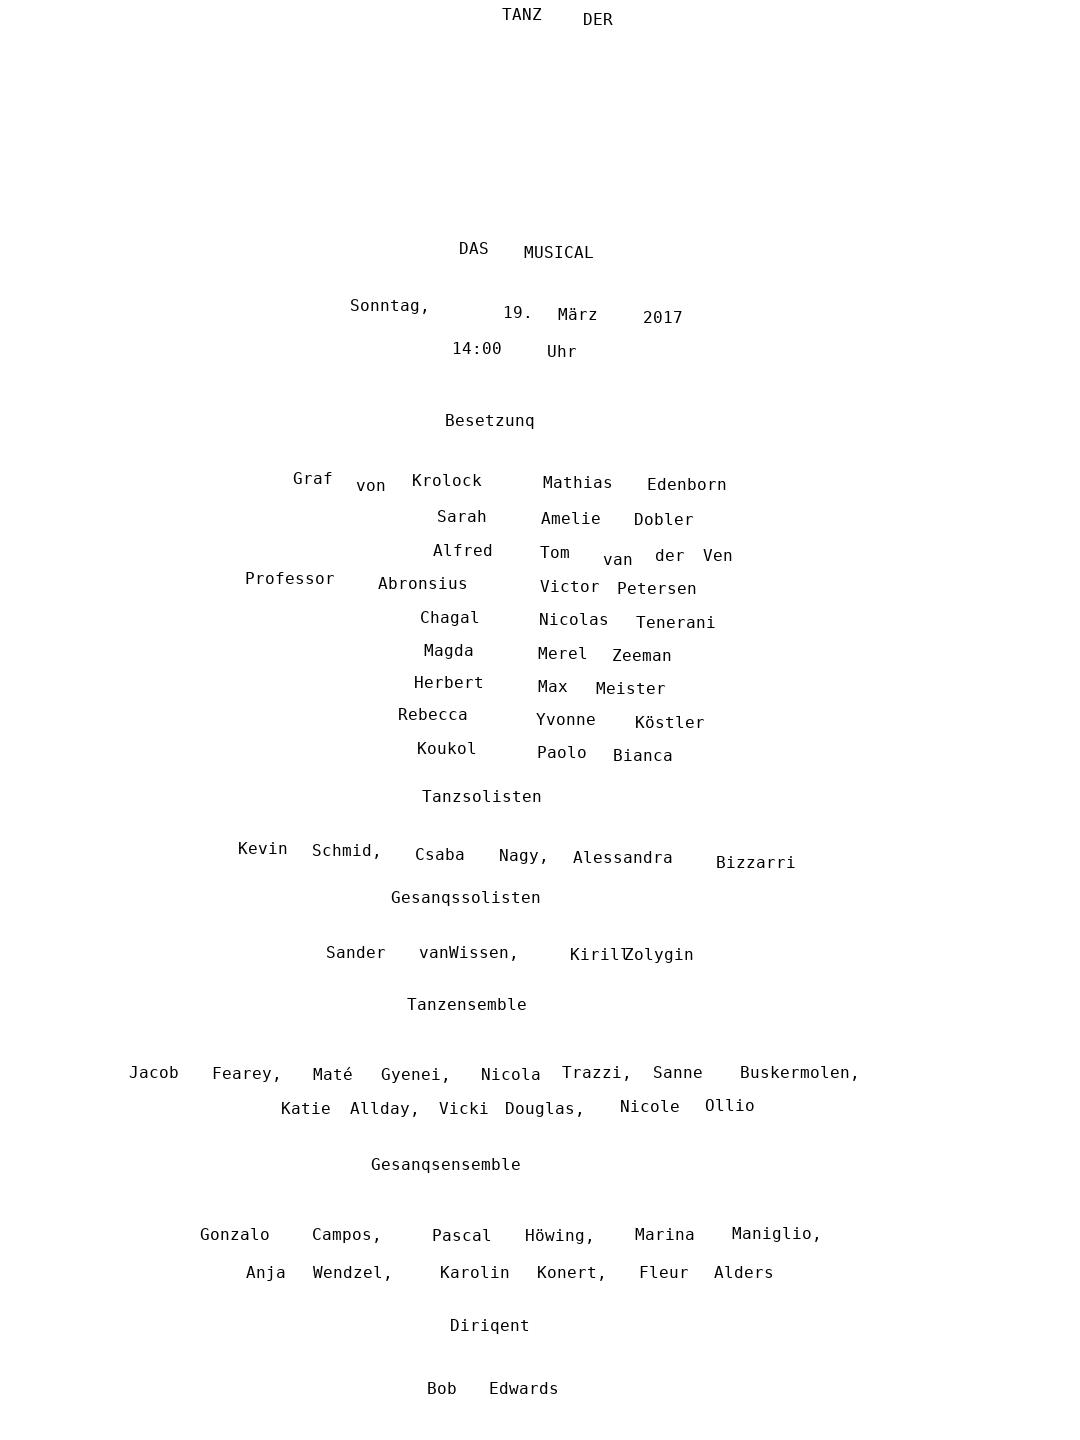 TANZ DER
DAS MUSICAL
Sonntag, 19. März 2017
14:00 Uhr
Besetzunq
Graf von Krolock Mathias Edenborn
Sarah Amelie Dobler
Alfred Tom van der Ven
Professor Abronsius Victor Petersen
Chagal Nicolas Tenerani
Magda Merel Zeeman
Herbert Max Meister
Rebecca Yvonne Köstler
Koukol Paolo Bianca
Tanzsolisten
Kevin Schmid, Csaba Nagy, Alessandra Bizzarri
Gesanqssolisten
Sander vanWissen, Kirill Zolygin
Tanzensemble
Jacob Fearey, Maté Gyenei, Nicola Trazzi, Sanne Buskermolen,
Katie Allday, Vicki Douglas, Nicole Ollio
Gesanqsensemble
Gonzalo Campos, Pascal Höwing, Marina Maniglio,
Anja Wendzel, Karolin Konert, Fleur Alders
Diriqent
Bob Edwards